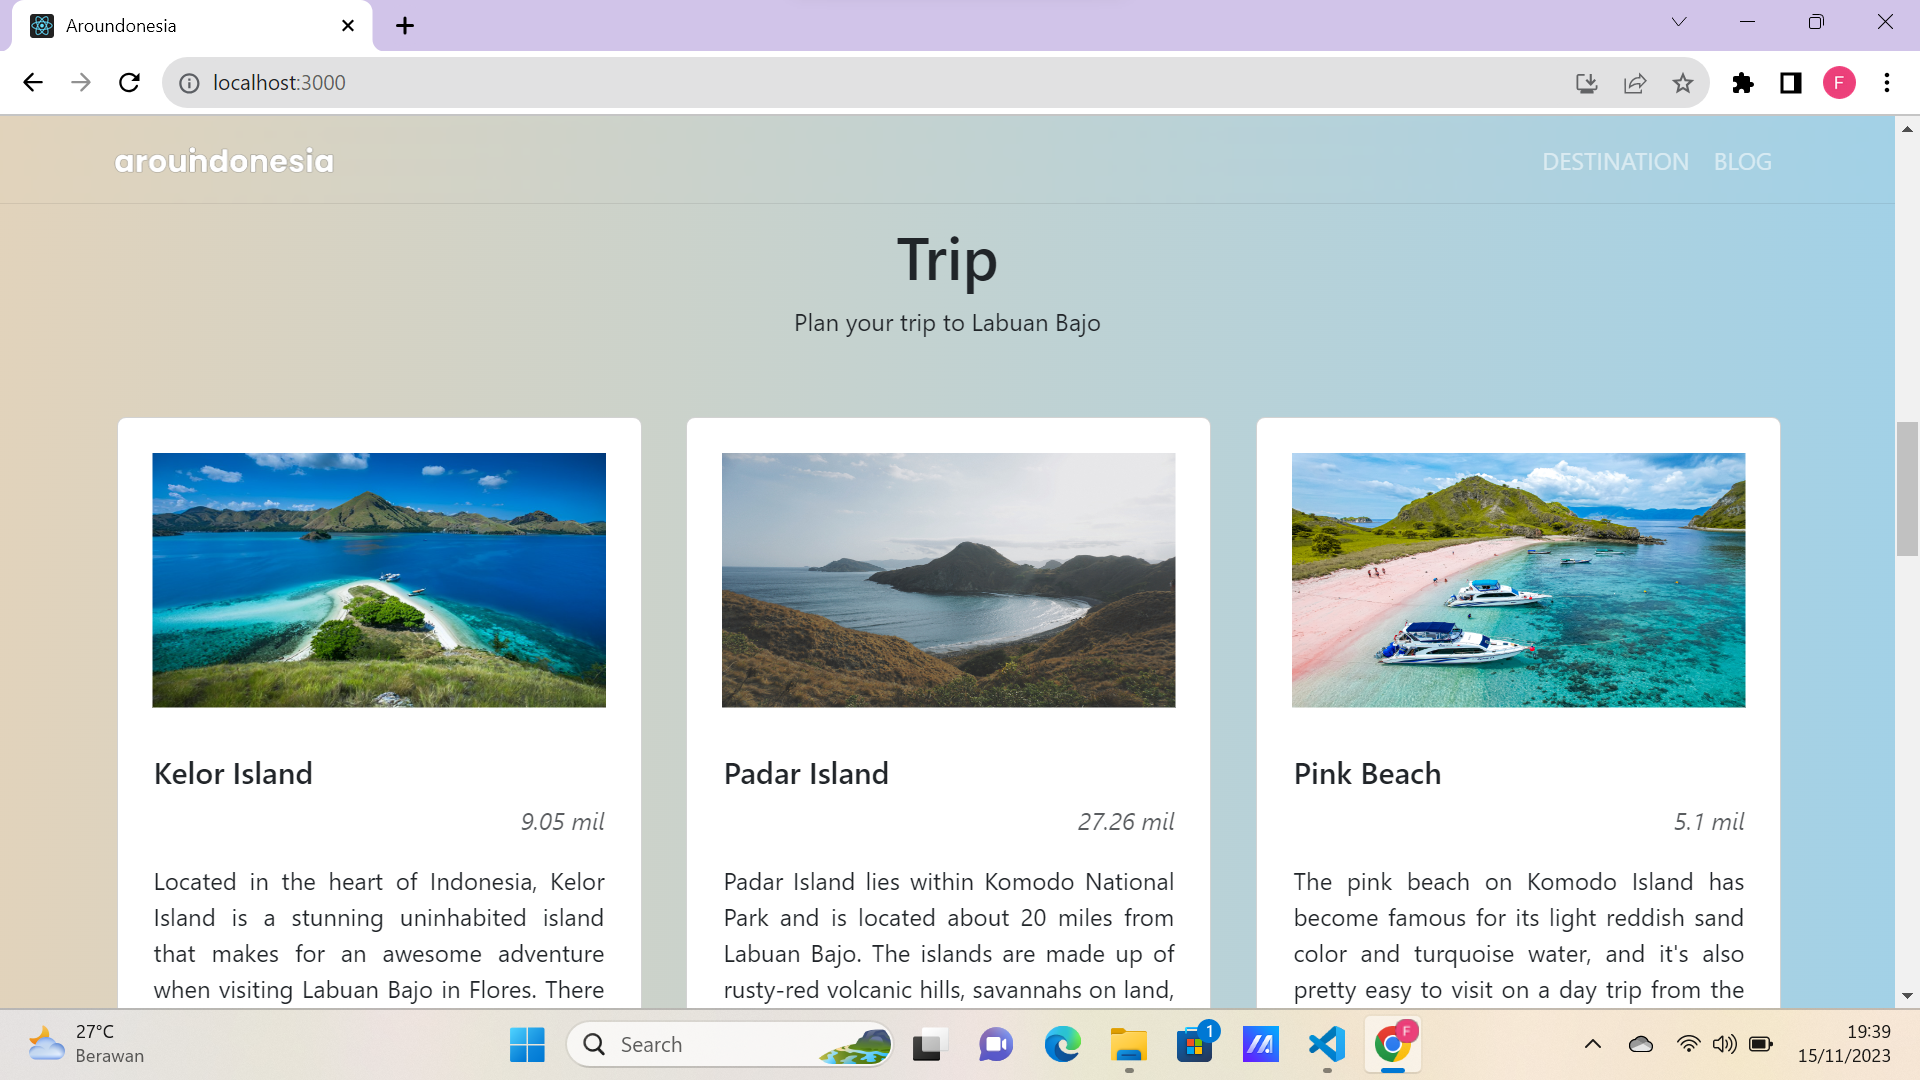 Aroundonesia
localhost:3000
aroundonesia
DESTINATION BLOG
Trip
Plan your trip to Labuan Bajo
Kelor Island
9.05 mil
Located in the heart of Indonesia, Kelor
Island is a stunning uninhabited island
that makes for an awesome adventure
when visiting Labuan Bajo in Flores. There
Padar Island
27.26 mil
Padar Island lies within Komodo National
Park and is located about 20 miles from
Labuan Bajo. The islands are made up of
rusty-red volcanic hills, savannahs on land,
Pink Beach
5.1 mil
The pink beach on Komodo Island has
become famous for its light reddish sand
color and turquoise water, and it's also
pretty easy to visit on a day trip from the
27°C
Berawan
Search
1
F
F
19:39
15/11/2023